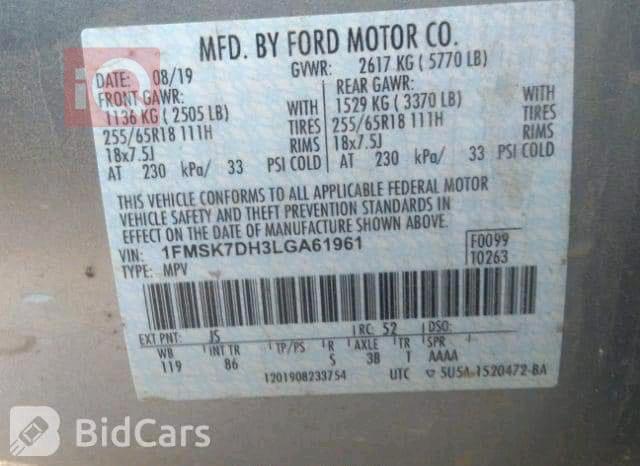 MFD. BY FORD MOTOR CO.
DATE: 08/19 GVWR: 2617 KG ( 5770 LB)
FRONT GAWR: REAR GAWR:
1136 KG ( 2505 LB) WITH 1529 KG ( 3370 LB) WITH
255/65R18 111H TIRES 255/65R18 111H TIRES
18x7.5J RIMS 18x7.5J RIMS
AT 230 kPa/ 33 PSI COLD AT 230 kPa/ 33 PSI COLD
THIS VEHICLE CONFORMS TO ALL APPLICABLE FEDERAL MOTOR
VEHICLE SAFETY AND THEFT PREVENTION STANDARDS IN
EFFECT ON THE DATE OF MANUFACTURE SHOWN ABOVE.
VIN: 1FMSK7DH3LGA61961 F0099
TYPE: MPV T0263
EXT PNT: JS RC: 52 DSO:
WB INT TR TP/PS R AXLE TR SPR
119 86 S 3B T AAAA
1201908233754 UTC 5U5A-1520472-BA
BidCars